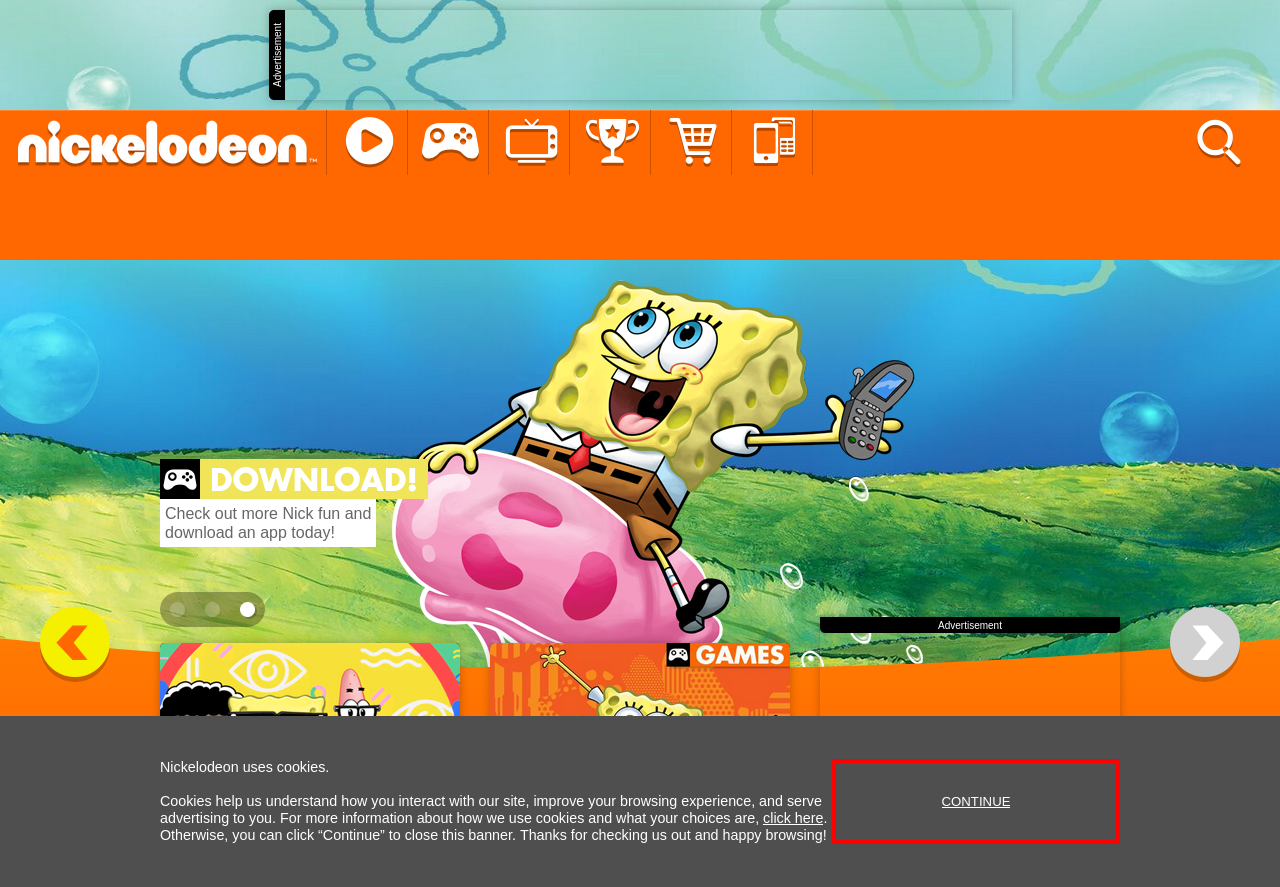 Advertisement
nickelodeon™
DOWNLOAD!
Check out more Nick fun and
download an app today!
Advertisement
GAMES
Nickelodeon uses cookies.
Cookies help us understand how you interact with our site, improve your browsing experience, and serve
advertising to you. For more information about how we use cookies and what your choices are, click here.
Otherwise, you can click “Continue” to close this banner. Thanks for checking us out and happy browsing!
CONTINUE